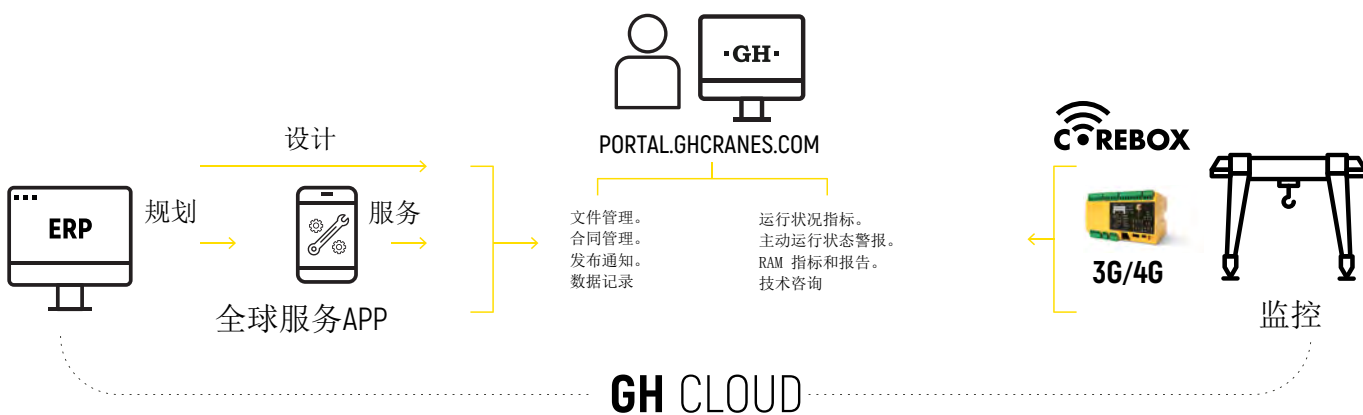 ·GH·
PORTAL.GHCRANES.COM
设计
ERP
规划
服务
全球服务APP
文件管理。
合同管理。
发布通知。
数据记录
运行状况指标。
主动运行状态警报。
RAM 指标和报告。
技术咨询
COREBOX
3G/4G
监控
GH CLOUD